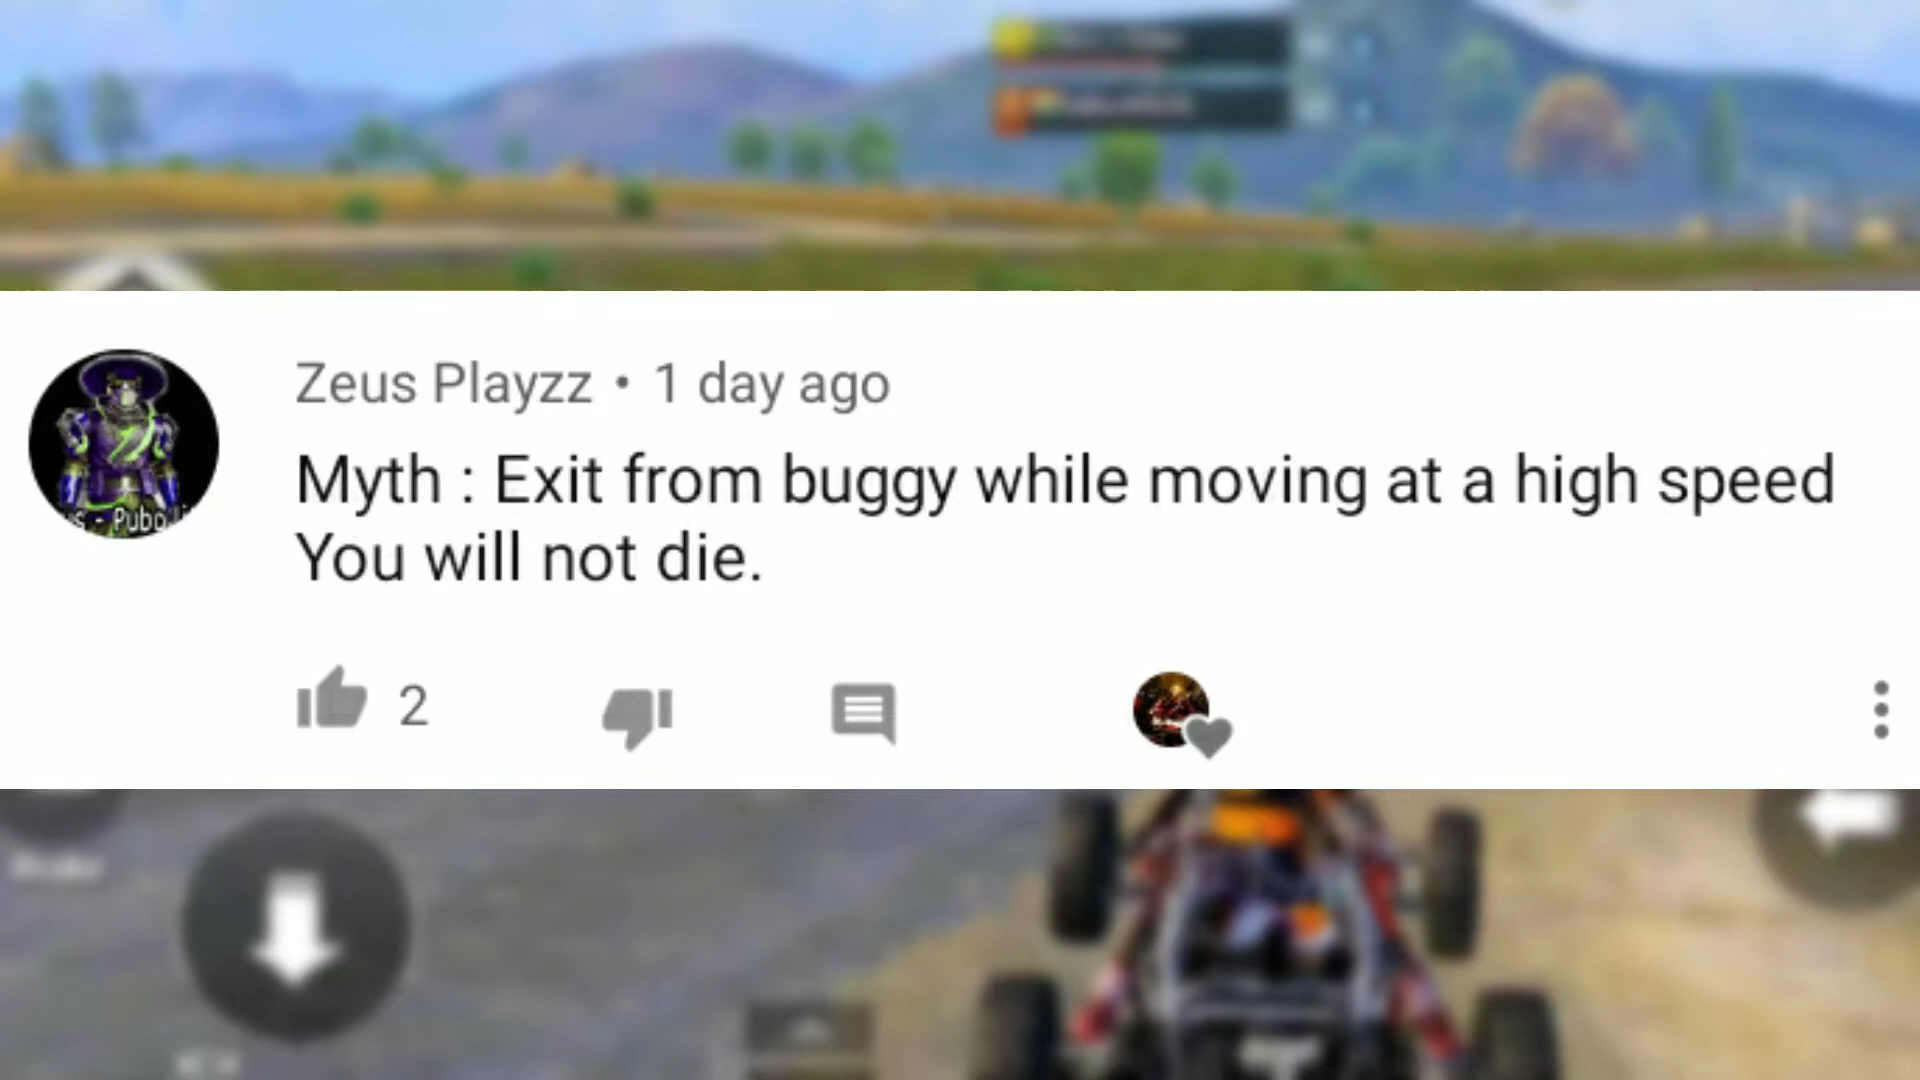 Zeus Playzz • 1 day ago
Myth : Exit from buggy while moving at a high speed
You will not die.
2